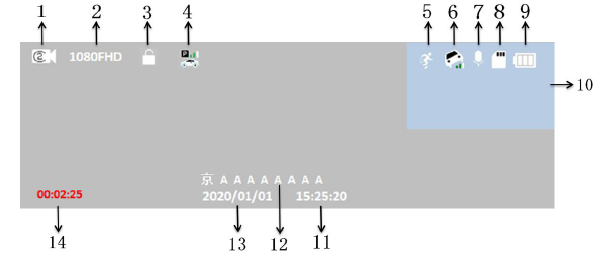 1 2 3 4 5 6 7 8 9
1080FHD
P
10
京 A A A A A A A A
00:02:25 2020/01/01 15:25:20
14 13 12 11